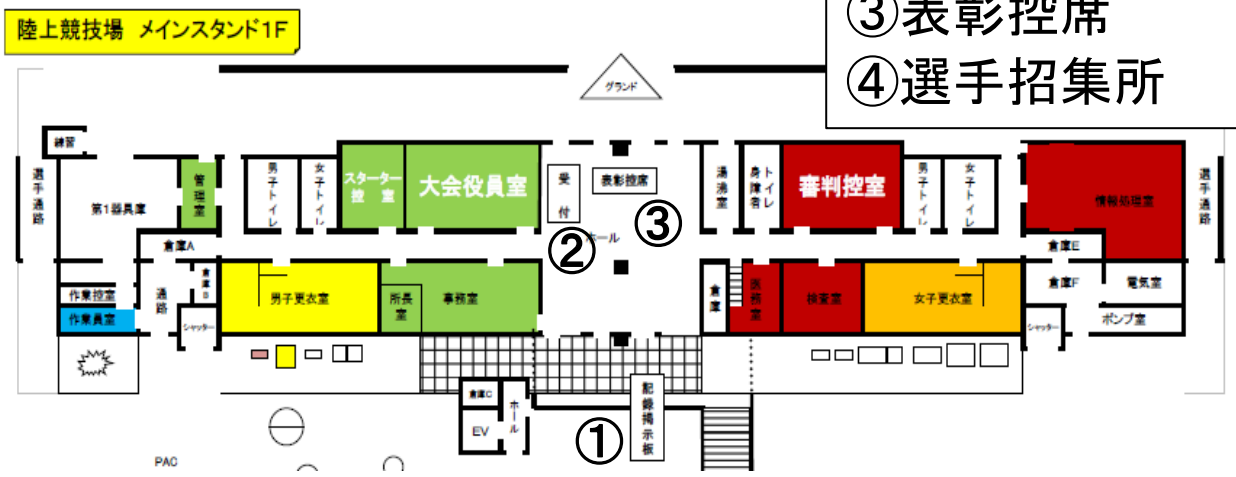 陸上競技場 メインスタンド1F
③表彰控席
④選手招集所
グランド
練習
選手通路
第1器具庫
管理室
男子トイレ
女子トイレ
スターター
控 室
大会役員室
受付
表彰控席
湯沸室
身障者
トイレ
審判控室
男子トイレ
女子トイレ
情報処理室
選手通路
倉庫A
②
ホール
③
倉庫E
作業控室
通路
倉庫B
男子更衣室
所長室
事務室
倉庫
医務室
検査室
女子更衣室
倉庫F
電気室
作業員室
シャッター
シャッター
ポンプ室
倉庫C
ホール
EV
①
記録掲示板
PAC